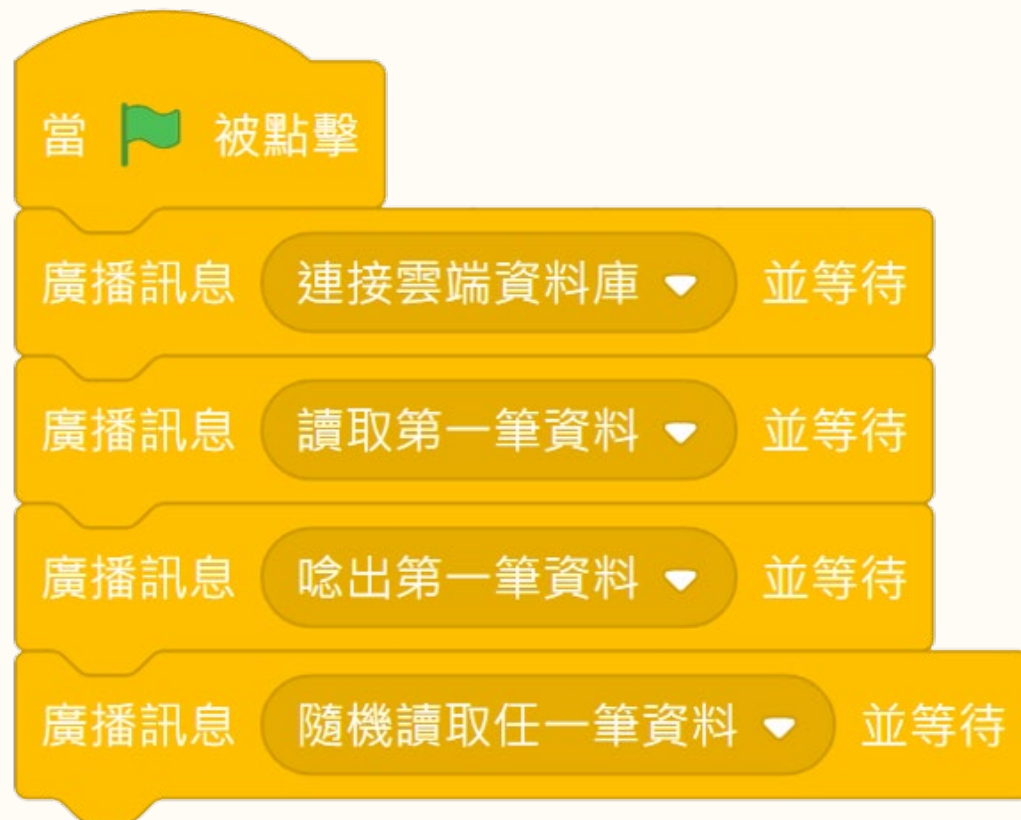 當 被點擊
廣播訊息 連接雲端資料庫 並等待
廣播訊息 讀取第一筆資料 並等待
廣播訊息 唸出第一筆資料 並等待
廣播訊息 隨機讀取任一筆資料 並等待